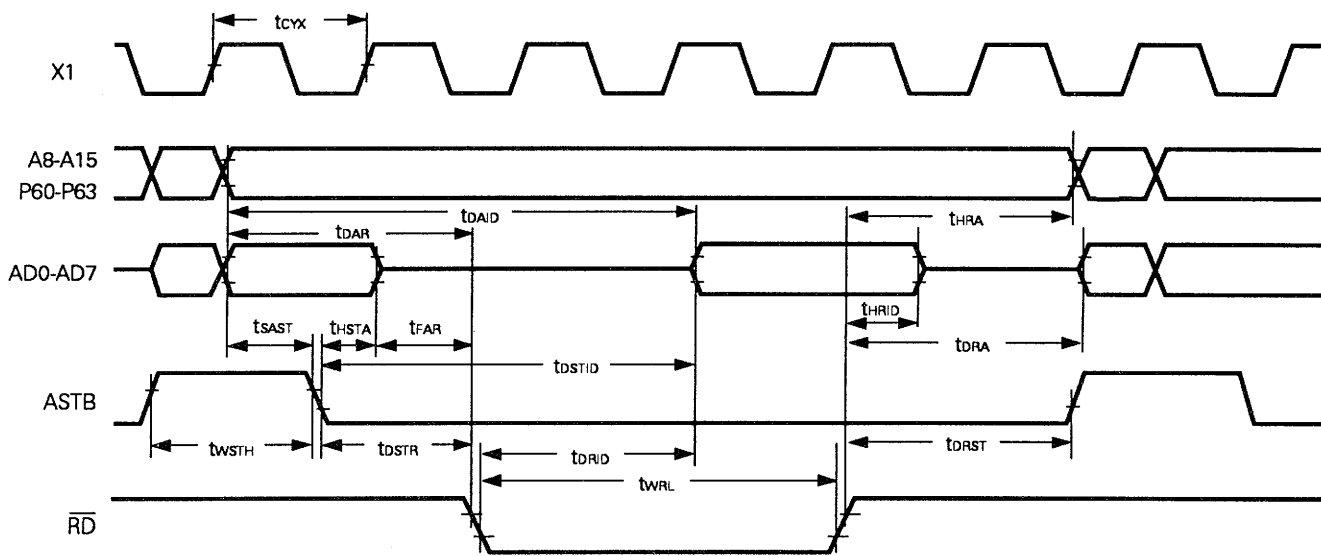 tCYX
X1
A8-A15
P60-P63
tDAID
tHRA
tDAR
AD0-AD7
tHRID
tSAST
tHSTA
tFAR
tDRA
tDSTID
ASTB
tWSTH
tDSTR
tDRST
tDRID
tWRL
RD